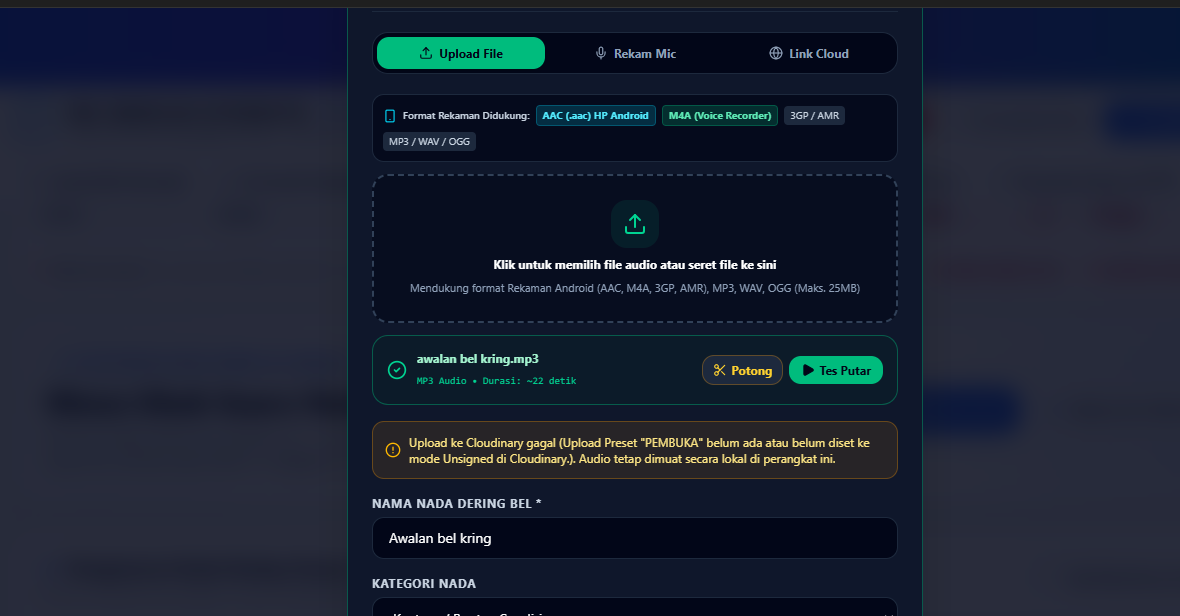 Upload File
Rekam Mic
Link Cloud
Format Rekaman Didukung: AAC (.aac) HP Android M4A (Voice Recorder) 3GP / AMR
MP3 / WAV / OGG
Klik untuk memilih file audio atau seret file ke sini
Mendukung format Rekaman Android (AAC, M4A, 3GP, AMR), MP3, WAV, OGG (Maks. 25MB)
awalan bel kring.mp3
MP3 Audio • Durasi: ~22 detik
Potong
Tes Putar
Upload ke Cloudinary gagal (Upload Preset "PEMBUKA" belum ada atau belum diset ke
mode Unsigned di Cloudinary.). Audio tetap dimuat secara lokal di perangkat ini.
NAMA NADA DERING BEL *
Awalan bel kring
KATEGORI NADA